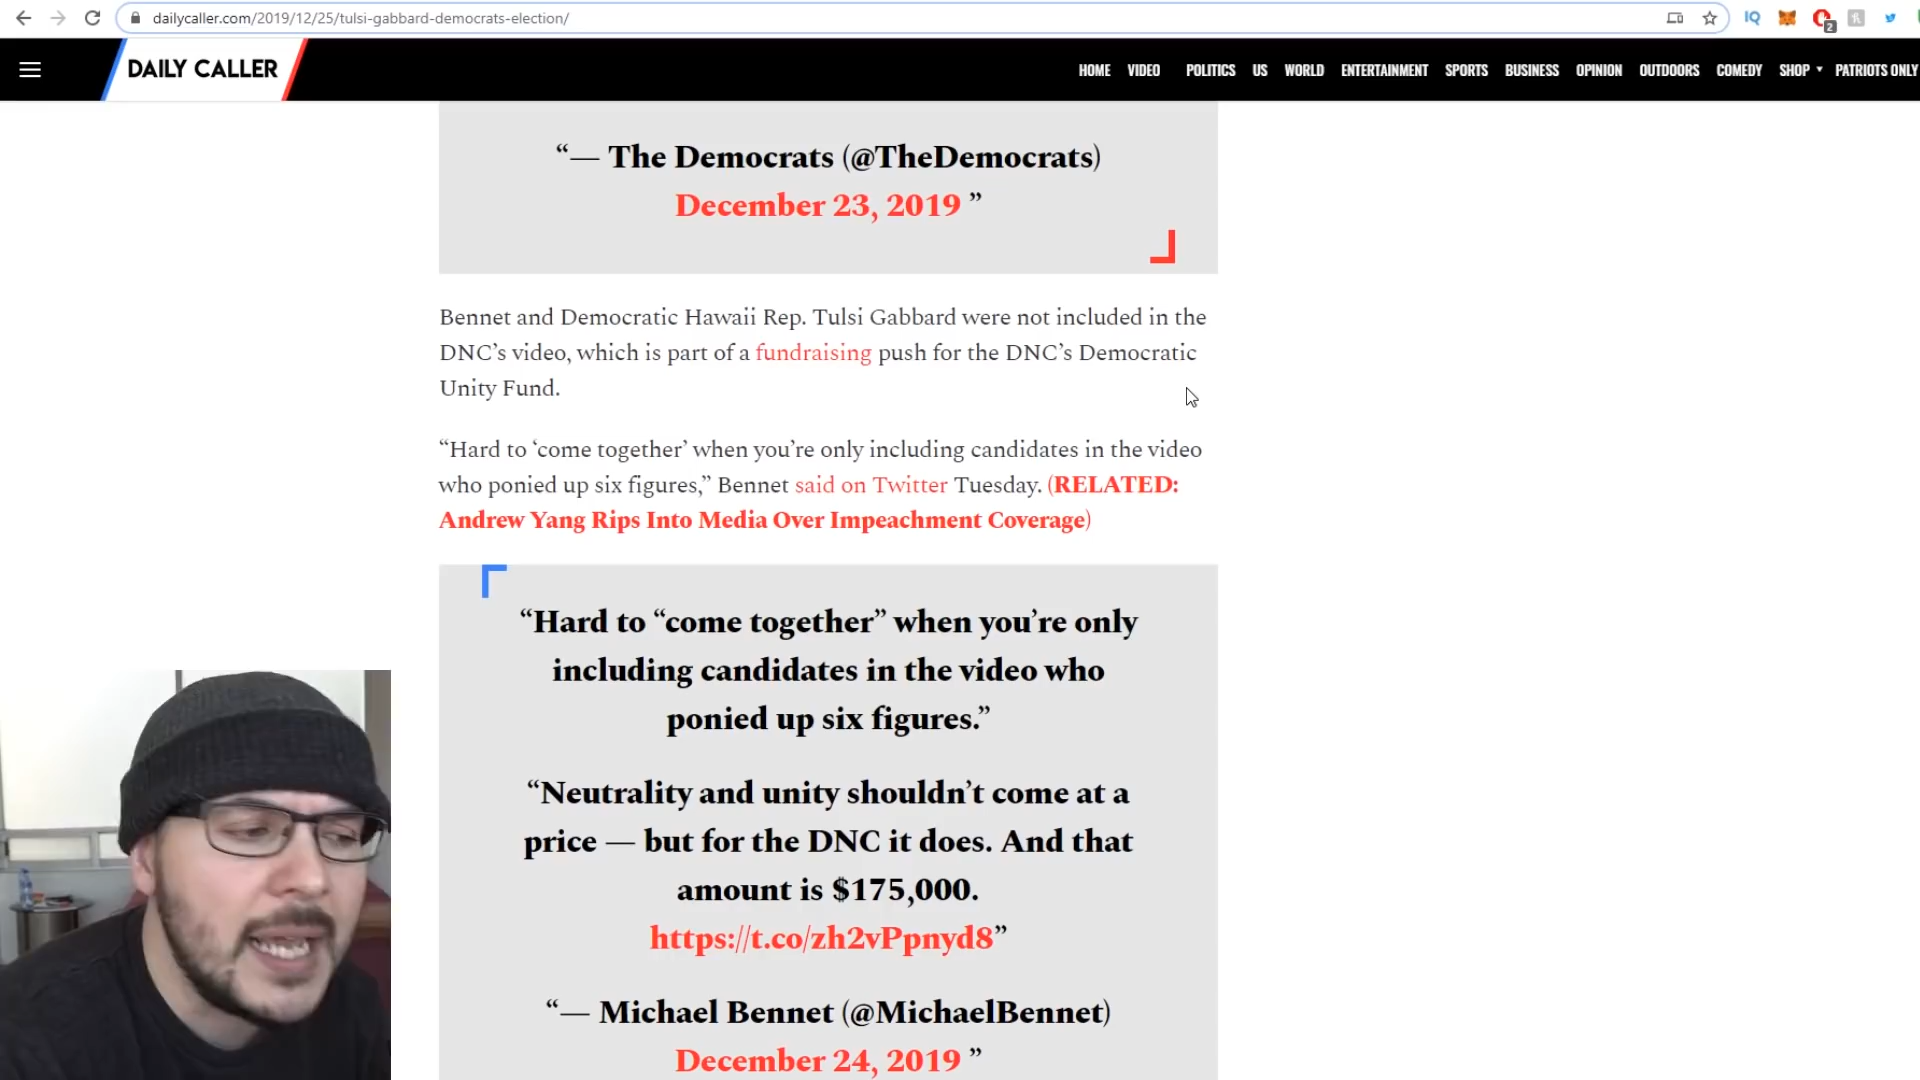 dailycaller.com/2019/12/25/tulsi-gabbard-democrats-election/
IQ
2
DAILY CALLER
HOME VIDEO POLITICS US WORLD ENTERTAINMENT SPORTS BUSINESS OPINION OUTDOORS COMEDY SHOP PATRIOTS ONLY
“— The Democrats (@TheDemocrats)
December 23, 2019 ”
Bennet and Democratic Hawaii Rep. Tulsi Gabbard were not included in the
DNC’s video, which is part of a fundraising push for the DNC’s Democratic
Unity Fund.
“Hard to ‘come together’ when you’re only including candidates in the video
who ponied up six figures,” Bennet said on Twitter Tuesday. (RELATED:
Andrew Yang Rips Into Media Over Impeachment Coverage)
“Hard to “come together” when you’re only
including candidates in the video who
ponied up six figures.”
“Neutrality and unity shouldn’t come at a
price — but for the DNC it does. And that
amount is $175,000.
https://t.co/zh2vPpnyd8”
“— Michael Bennet (@MichaelBennet)
December 24, 2019 ”